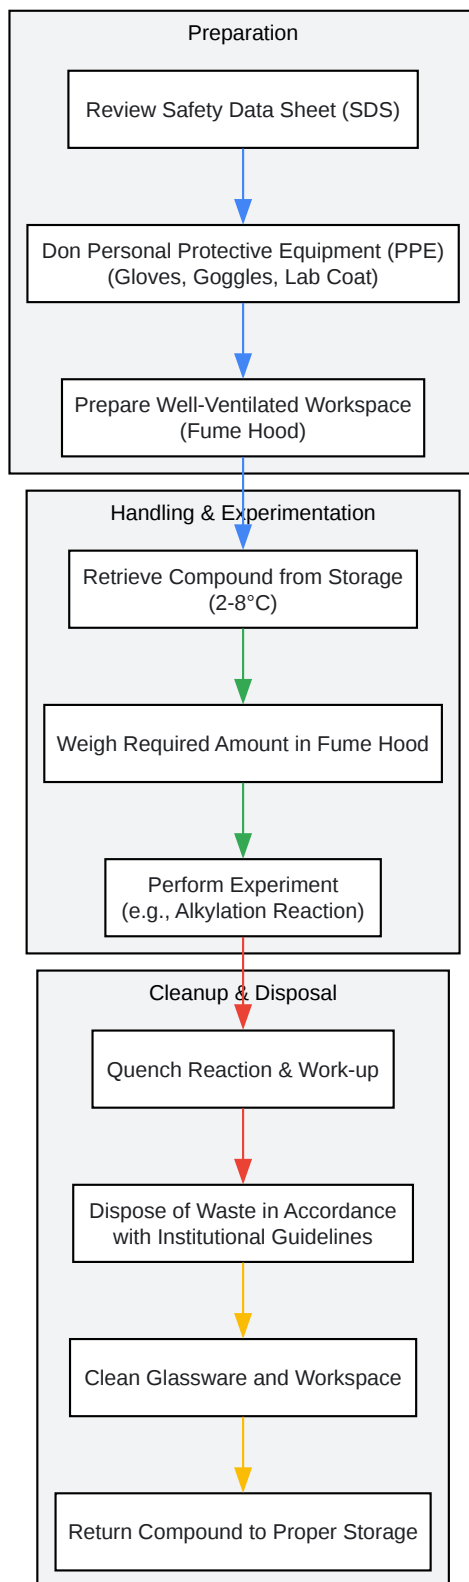 Preparation
Review Safety Data Sheet (SDS)
Don Personal Protective Equipment (PPE)
(Gloves, Goggles, Lab Coat)
Prepare Well-Ventilated Workspace
(Fume Hood)
Handling & Experimentation
Retrieve Compound from Storage
(2-8°C)
Weigh Required Amount in Fume Hood
Perform Experiment
(e.g., Alkylation Reaction)
Cleanup & Disposal
Quench Reaction & Work-up
Dispose of Waste in Accordance
with Institutional Guidelines
Clean Glassware and Workspace
Return Compound to Proper Storage